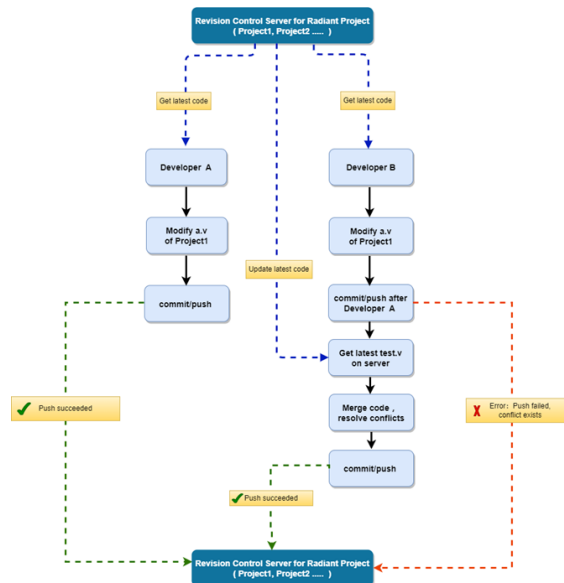 Revision Control Server for Radiant Project
( Project1, Project2 ..... )
Get latest code
Get latest code
Developer A
Developer B
Modify a.v
of Project1
Modify a.v
of Project1
Update latest code
commit/push
commit/push after
Developer A
Get latest test.v
on server
Push succeeded
Merge code ,
resolve conflicts
Error: Push failed,
conflict exists
commit/push
Push succeeded
Revision Control Server for Radiant Project
( Project1, Project2 ..... )